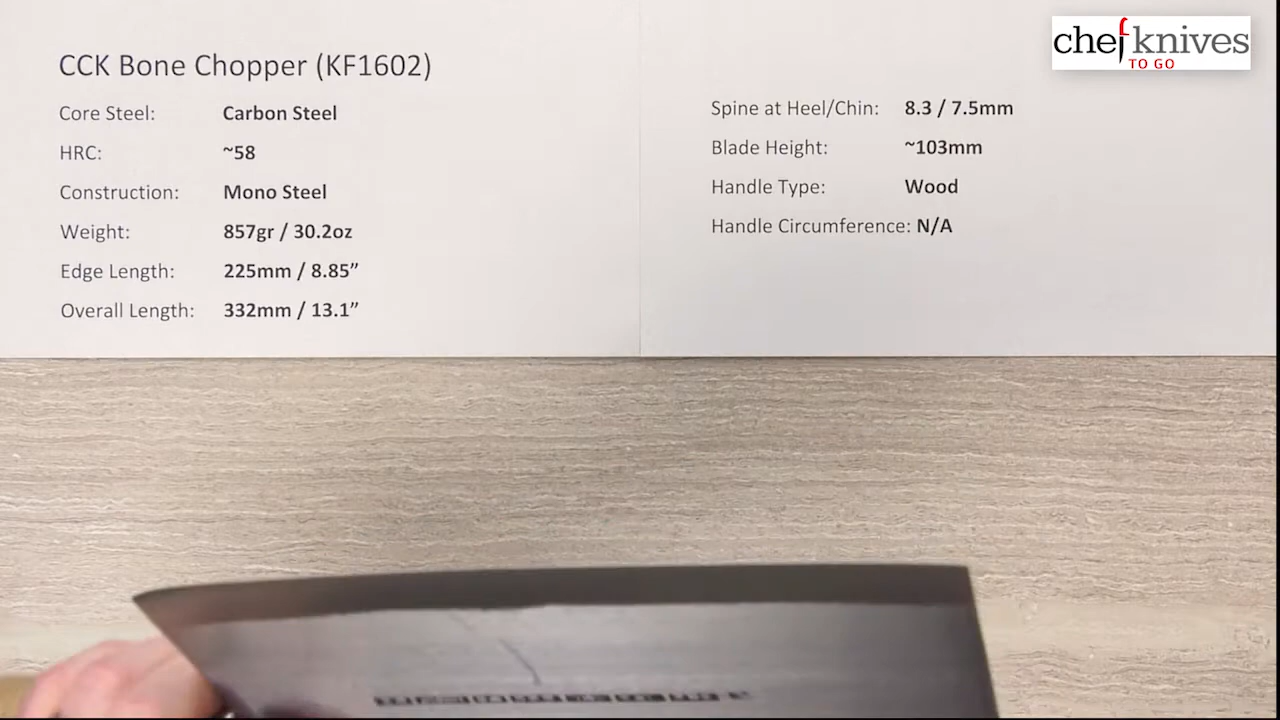 CCK Bone Chopper (KF1602)
Core Steel: Carbon Steel
HRC: ~58
Construction: Mono Steel
Weight: 857gr / 30.2oz
Edge Length: 225mm / 8.85”
Overall Length: 332mm / 13.1”
Spine at Heel/Chin: 8.3 / 7.5mm
Blade Height: ~103mm
Handle Type: Wood
Handle Circumference: N/A
chefknives
TO GO